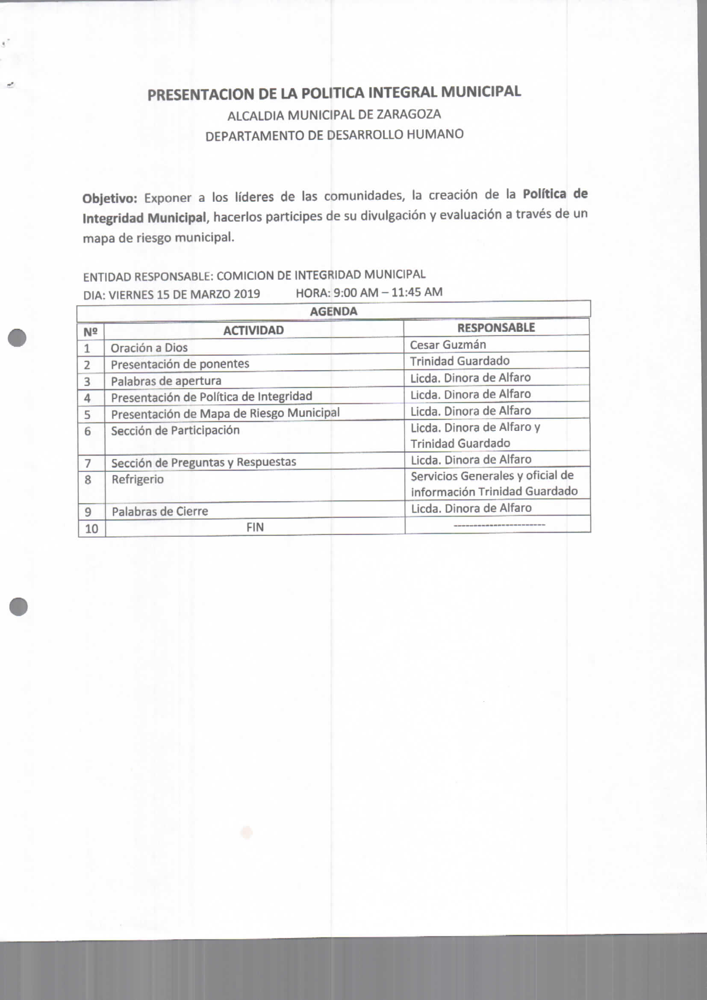 PRESENTACION DE LA POLITICA INTEGRAL MUNICIPAL
ALCALDIA MUNICIPAL DE ZARAGOZA
DEPARTAMENTO DE DESARROLLO HUMANO
Objetivo: Exponer a los líderes de las comunidades, la creación de la Política de
Integridad Municipal, hacerlos participes de su divulgación y evaluación a través de un
mapa de riesgo municipal.
ENTIDAD RESPONSABLE: COMICION DE INTEGRIDAD MUNICIPAL
DIA: VIERNES 15 DE MARZO 2019 HORA: 9:00 AM – 11:45 AM
AGENDA
Nº ACTIVIDAD RESPONSABLE
1 Oración a Dios Cesar Guzmán
2 Presentación de ponentes Trinidad Guardado
3 Palabras de apertura Licda. Dinora de Alfaro
4 Presentación de Política de Integridad Licda. Dinora de Alfaro
5 Presentación de Mapa de Riesgo Municipal Licda. Dinora de Alfaro
6 Sección de Participación Licda. Dinora de Alfaro y
Trinidad Guardado
7 Sección de Preguntas y Respuestas Licda. Dinora de Alfaro
8 Refrigerio Servicios Generales y oficial de
información Trinidad Guardado
9 Palabras de Cierre Licda. Dinora de Alfaro
10 FIN -----------------------